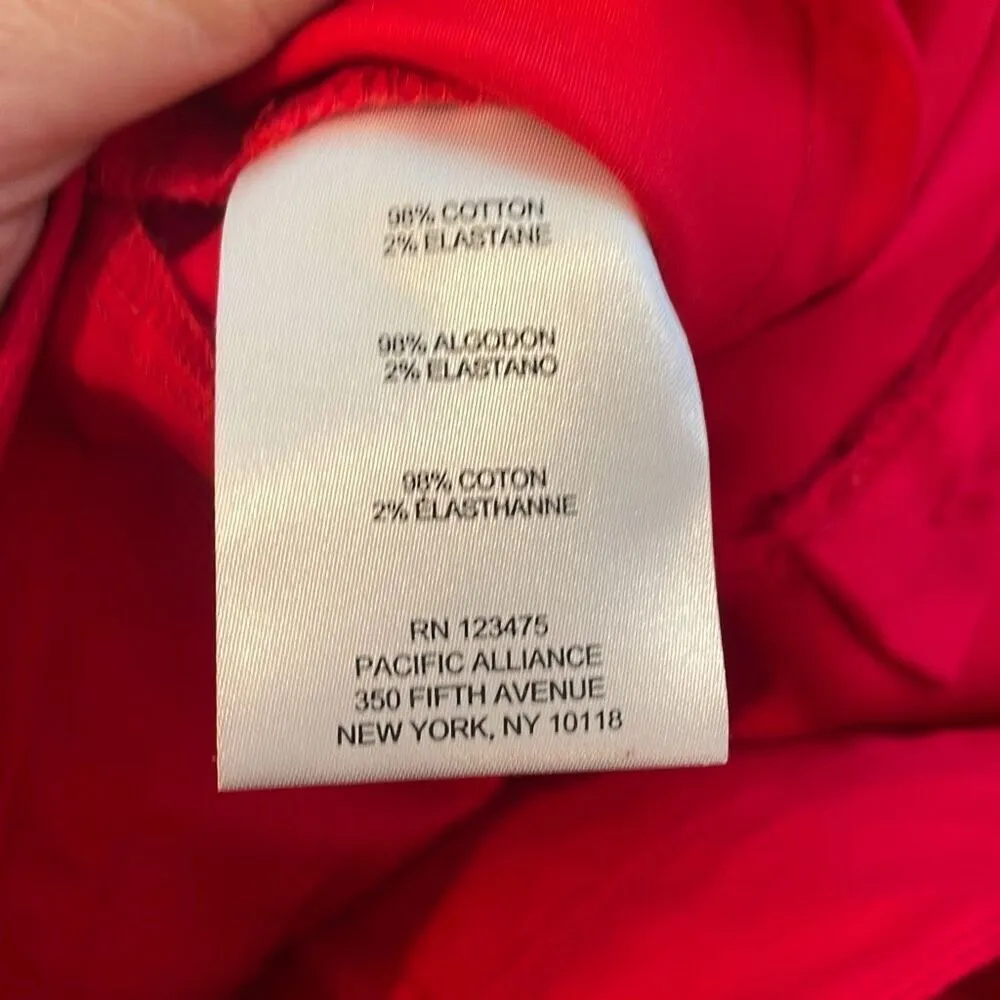 98% COTTON
2% ELASTANE
98% ALGODON
2% ELASTANO
98% COTON
2% ÉLASTHANNE
RN 123475
PACIFIC ALLIANCE
350 FIFTH AVENUE
NEW YORK, NY 10118